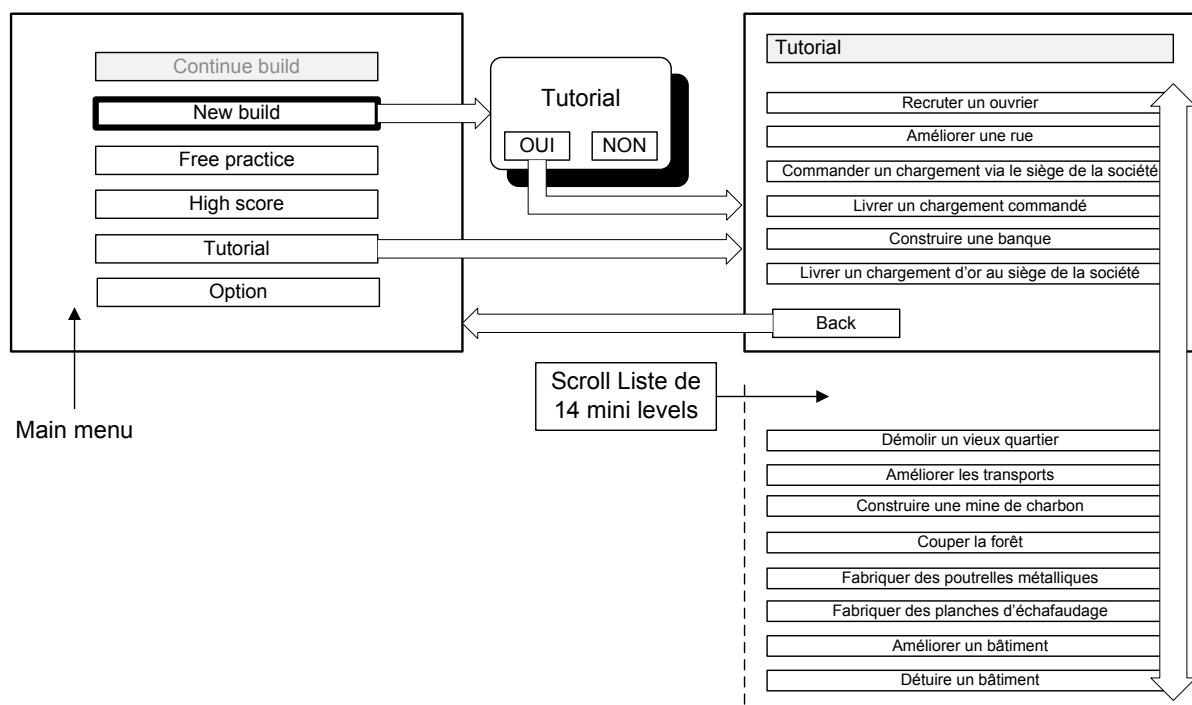 Continue build
New build
Free practice
High score
Tutorial
Option
Main menu
Tutorial
OUI NON
Tutorial
Recruter un ouvrier
Améliorer une rue
Commander un chargement via le siège de la société
Livrer un chargement commandé
Construire une banque
Livrer un chargement d'or au siège de la société
Back
Scroll Liste de
14 mini levels
Démolir un vieux quartier
Améliorer les transports
Construire une mine de charbon
Couper la forêt
Fabriquer des poutrelles métalliques
Fabriquer des planches d'échafaudage
Améliorer un bâtiment
Détuire un bâtiment